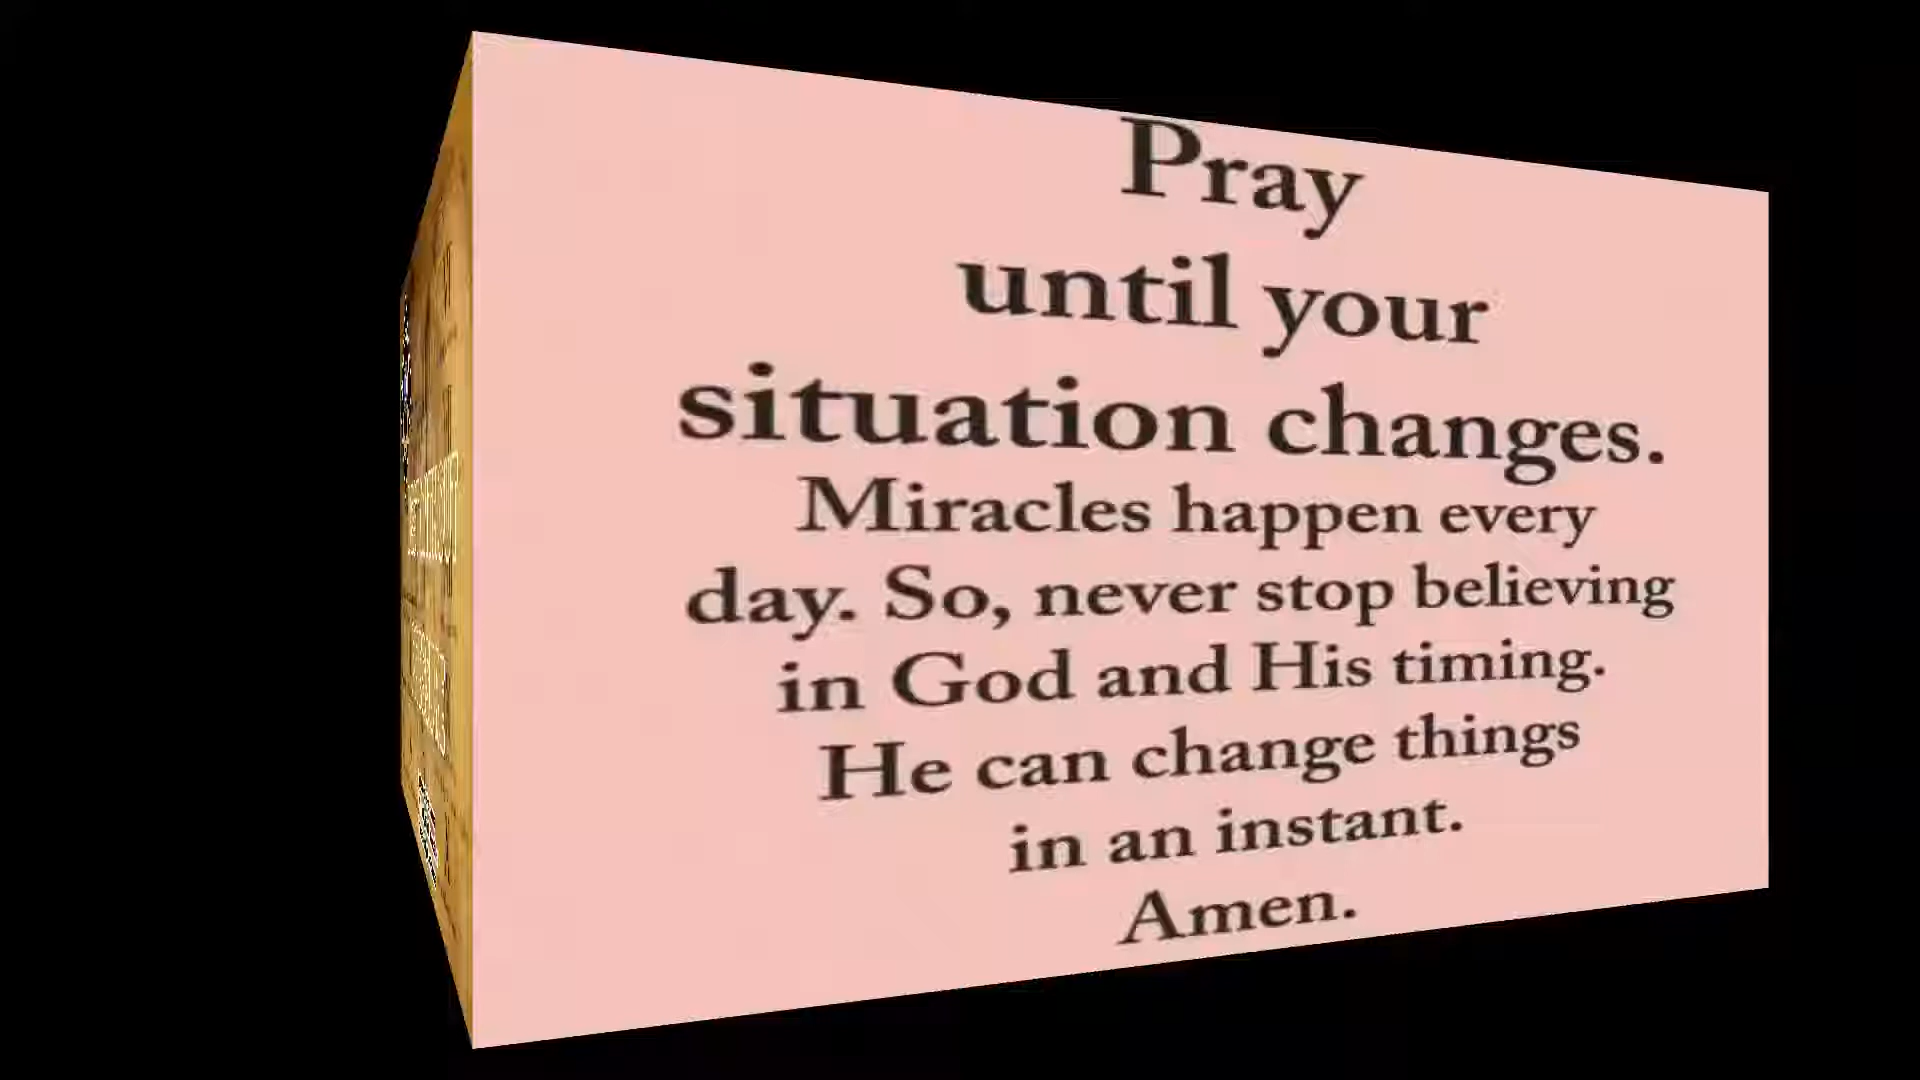 Pray
until your
situation changes.
Miracles happen every
day. So, never stop believing
in God and His timing.
He can change things
in an instant.
Amen.